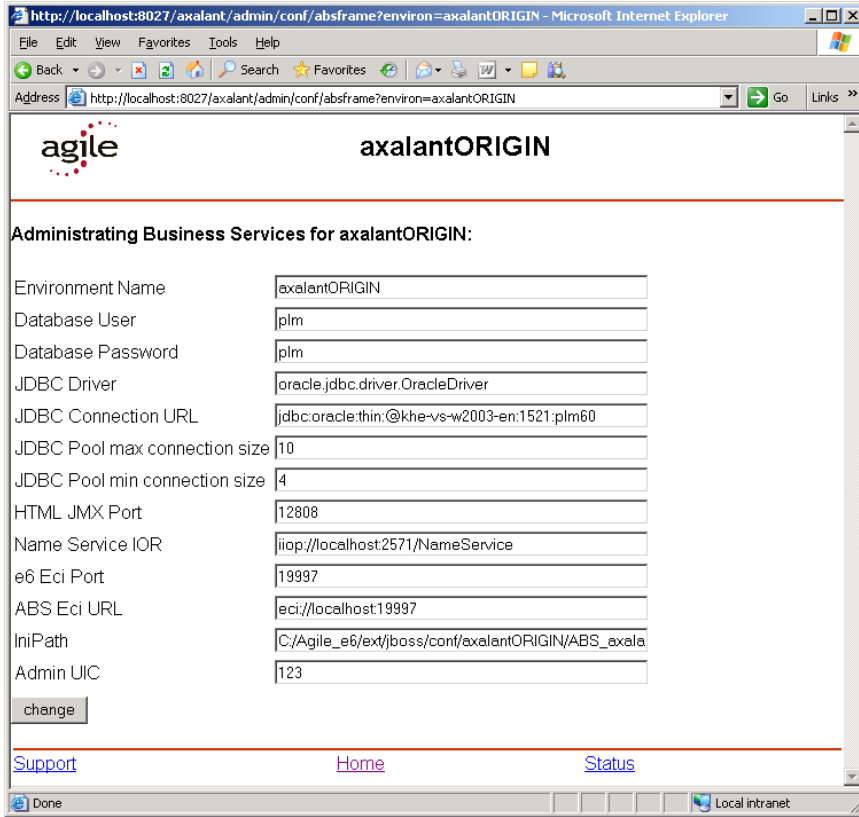 http://localhost:8027/axalant/admin/conf/absframe?environ=axalantORIGIN - Microsoft Internet Explorer
File Edit View Favorites Tools Help
Back Search Favorites
Address http://localhost:8027/axalant/admin/conf/absframe?environ=axalantORIGIN Go Links »
agile axalantORIGIN
Administrating Business Services for axalantORIGIN:
Environment Name axalantORIGIN
Database User plm
Database Password plm
JDBC Driver oracle.jdbc.driver.OracleDriver
JDBC Connection URL jdbc:oracle:thin:@khe-vs-w2003-en:1521:plm60
JDBC Pool max connection size 10
JDBC Pool min connection size 4
HTML JMX Port 12808
Name Service IOR iiop://localhost:2571/NameService
e6 Eci Port 19997
ABS Eci URL eci://localhost:19997
IniPath C:/Agile_e6/ext/jboss/conf/axalantORIGIN/ABS_axala
Admin UIC 123
change
Support Home Status
Done Local intranet